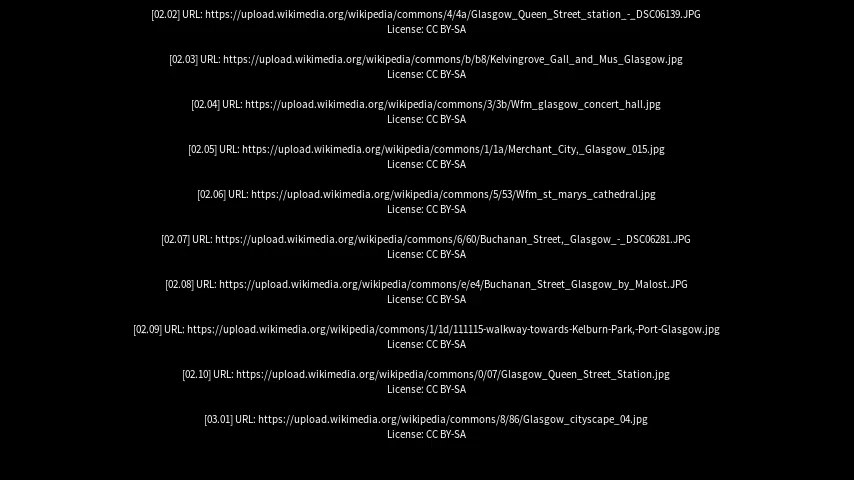 [02.02] URL: https://upload.wikimedia.org/wikipedia/commons/4/4a/Glasgow_Queen_Street_station_-_DSC06139.JPG
License: CC BY-SA
[02.03] URL: https://upload.wikimedia.org/wikipedia/commons/b/b8/Kelvingrove_Gall_and_Mus_Glasgow.jpg
License: CC BY-SA
[02.04] URL: https://upload.wikimedia.org/wikipedia/commons/3/3b/Wfm_glasgow_concert_hall.jpg
License: CC BY-SA
[02.05] URL: https://upload.wikimedia.org/wikipedia/commons/1/1a/Merchant_City,_Glasgow_015.jpg
License: CC BY-SA
[02.06] URL: https://upload.wikimedia.org/wikipedia/commons/5/53/Wfm_st_marys_cathedral.jpg
License: CC BY-SA
[02.07] URL: https://upload.wikimedia.org/wikipedia/commons/6/60/Buchanan_Street,_Glasgow_-_DSC06281.JPG
License: CC BY-SA
[02.08] URL: https://upload.wikimedia.org/wikipedia/commons/e/e4/Buchanan_Street_Glasgow_by_Malost.JPG
License: CC BY-SA
[02.09] URL: https://upload.wikimedia.org/wikipedia/commons/1/1d/111115-walkway-towards-Kelburn-Park,-Port-Glasgow.jpg
License: CC BY-SA
[02.10] URL: https://upload.wikimedia.org/wikipedia/commons/0/07/Glasgow_Queen_Street_Station.jpg
License: CC BY-SA
[03.01] URL: https://upload.wikimedia.org/wikipedia/commons/8/86/Glasgow_cityscape_04.jpg
License: CC BY-SA